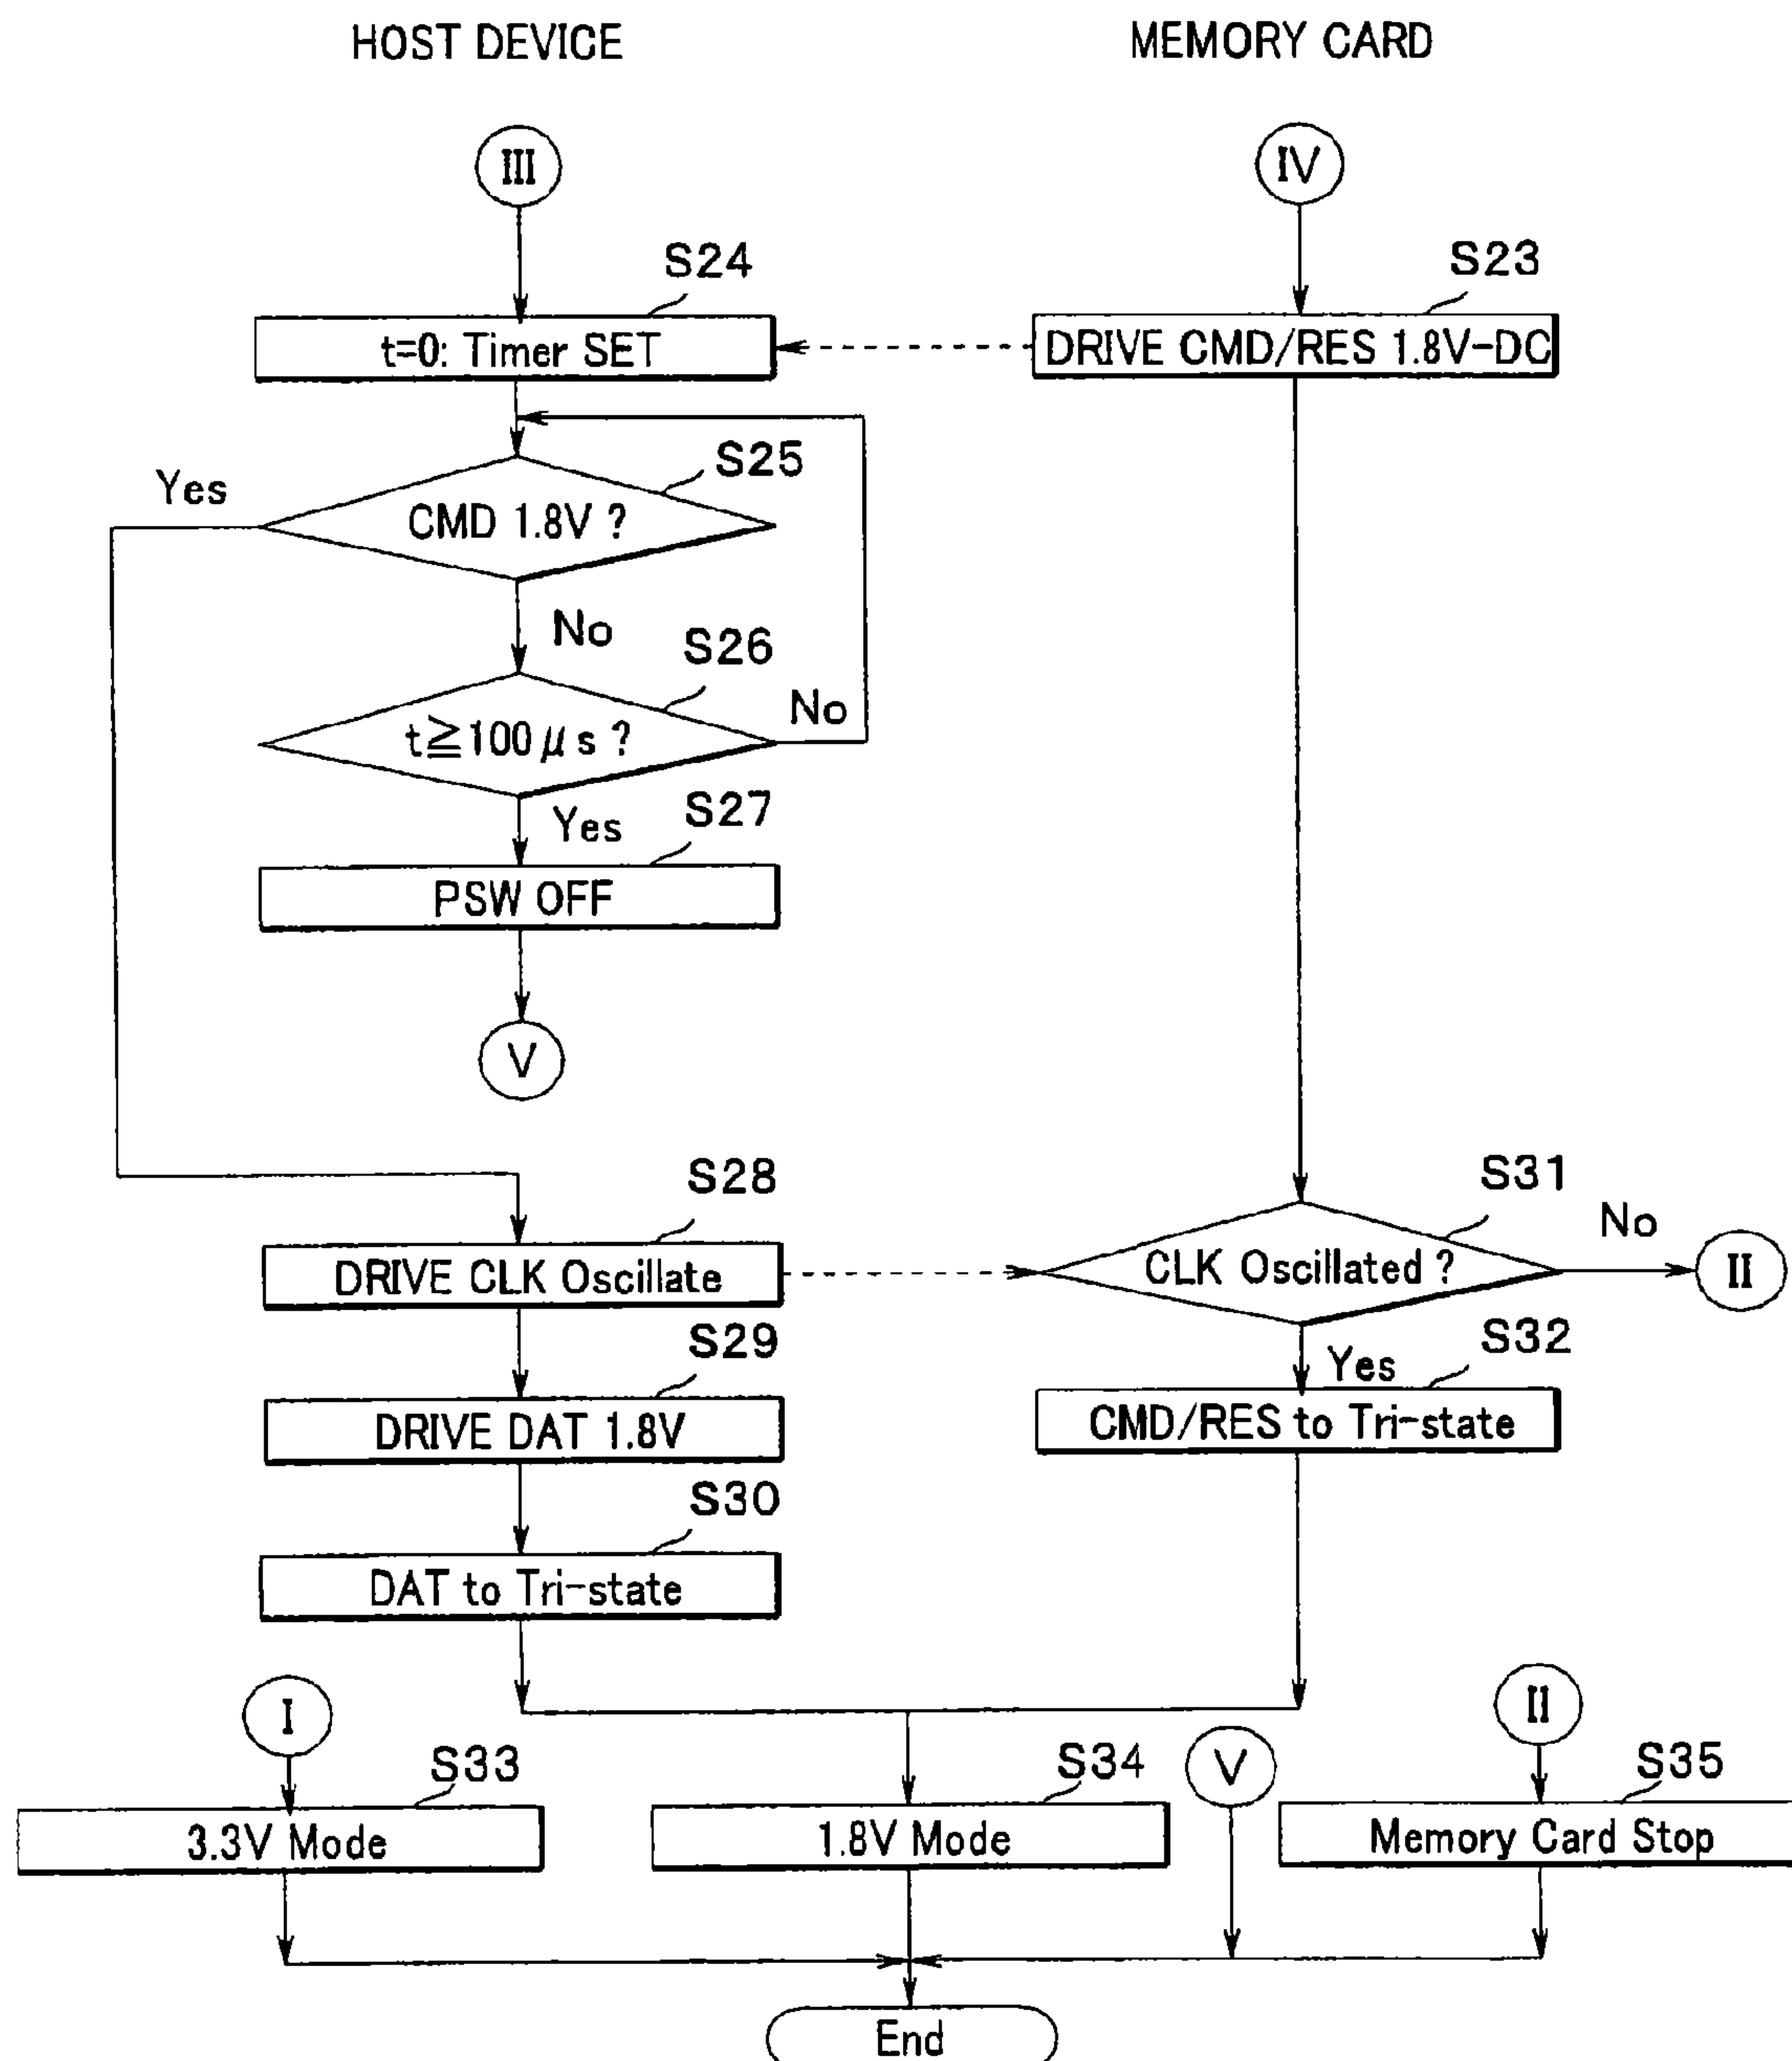 HOST DEVICE
MEMORY CARD
III
IV
S24
S23
t=0: Timer SET
DRIVE CMD/RES 1.8V-DC
S25
Yes
CMD 1.8V ?
No
S26
No
t≧100μs ?
Yes
S27
PSW OFF
V
S28
S31
No
DRIVE CLK Oscillate
CLK Oscillated ?
II
S29
S32
Yes
DRIVE DAT 1.8V
CMD/RES to Tri-state
S30
DAT to Tri-state
I
II
S33
S34
V
S35
3.3V Mode
1.8V Mode
Memory Card Stop
End